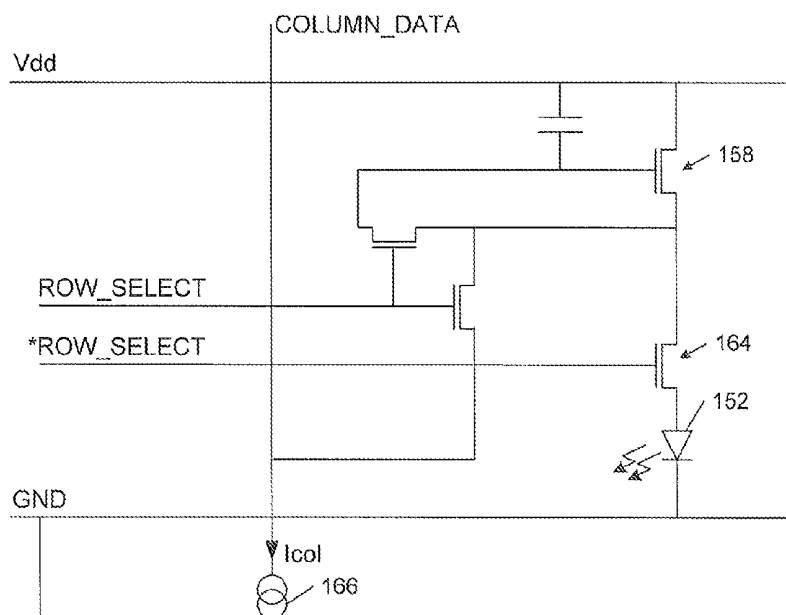 COLUMN_DATA
Vdd
158
ROW_SELECT
*ROW_SELECT
164
152
GND
Icol
166